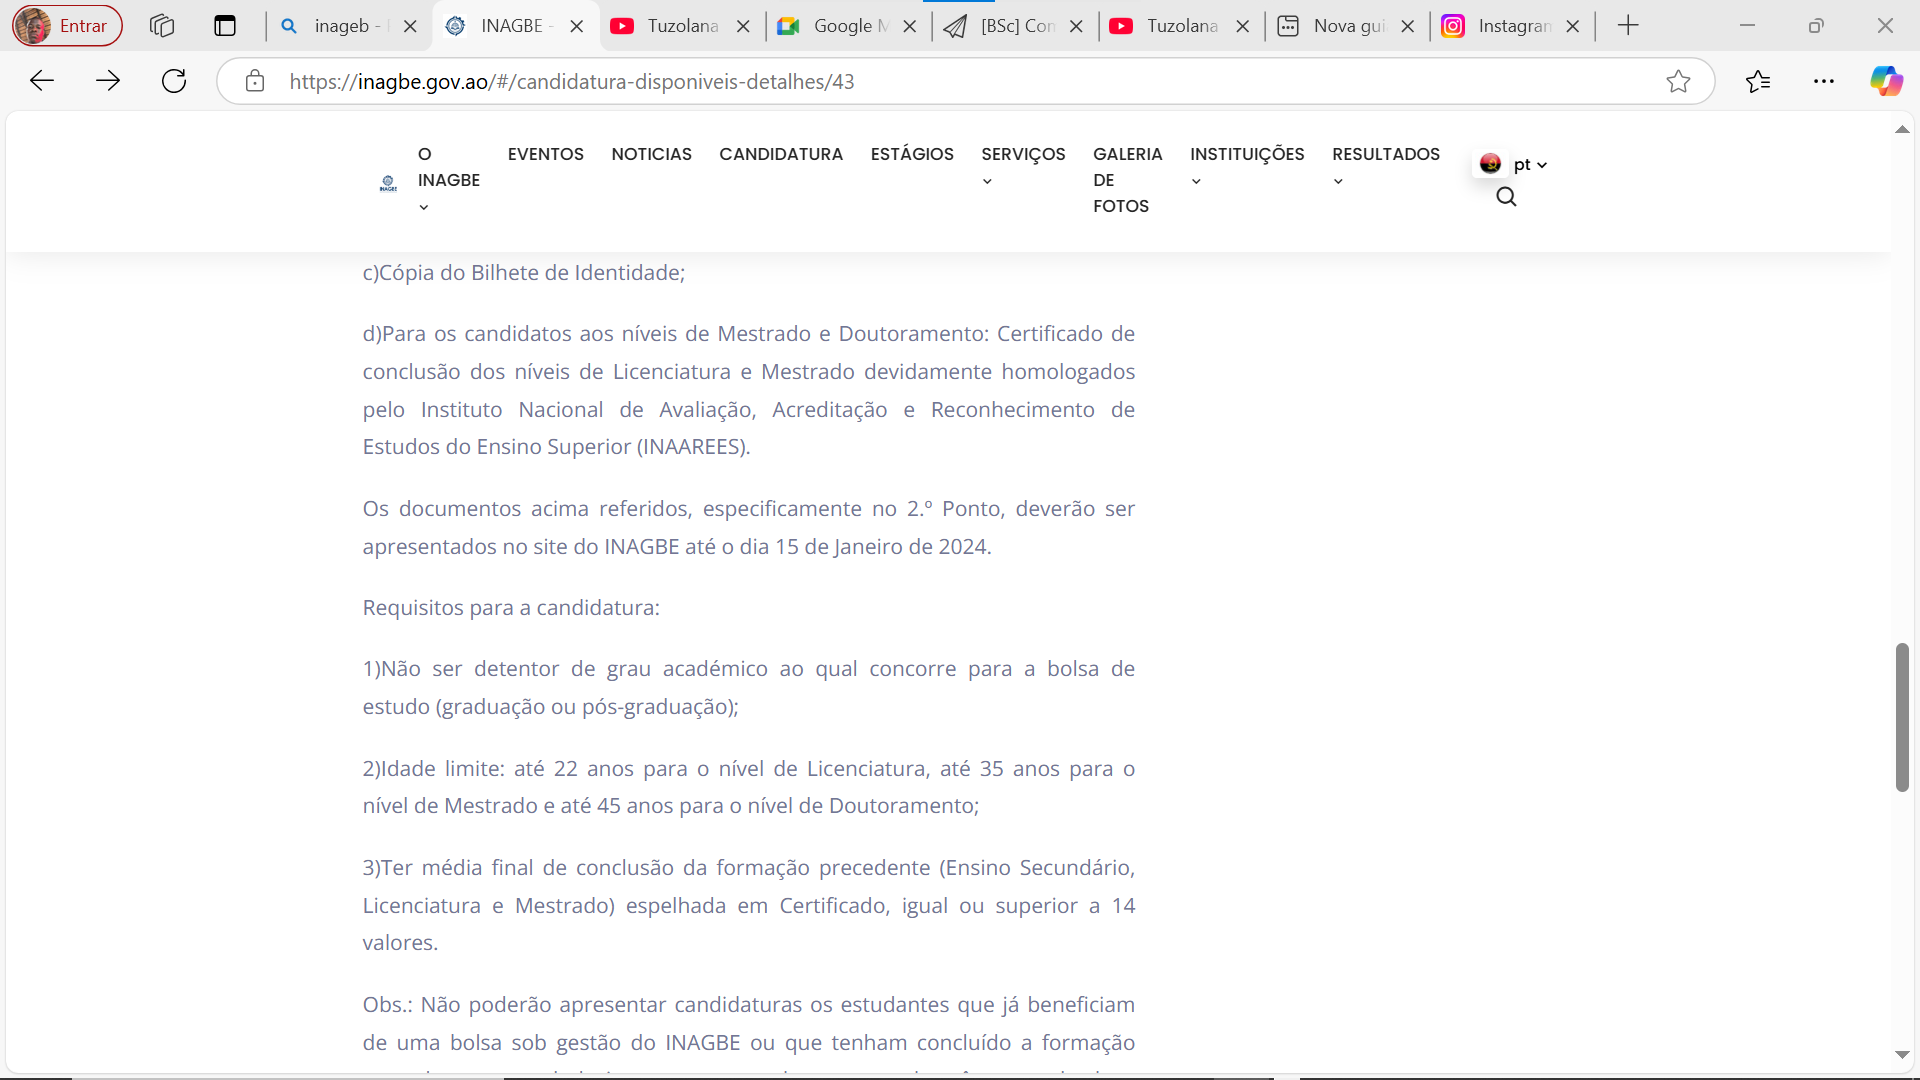 Entrar
inageb -
INAGBE -
Tuzolana
Google M
[BSc] Con
Tuzolana
Nova gui
Instagran
https://inagbe.gov.ao/#/candidatura-disponiveis-detalhes/43
INAGBE
O INAGBE
EVENTOS
NOTICIAS
CANDIDATURA
ESTÁGIOS
SERVIÇOS
GALERIA DE FOTOS
INSTITUIÇÕES
RESULTADOS
pt
c)Cópia do Bilhete de Identidade;
d)Para os candidatos aos níveis de Mestrado e Doutoramento: Certificado de
conclusão dos níveis de Licenciatura e Mestrado devidamente homologados
pelo Instituto Nacional de Avaliação, Acreditação e Reconhecimento de
Estudos do Ensino Superior (INAAREES).
Os documentos acima referidos, especificamente no 2.º Ponto, deverão ser
apresentados no site do INAGBE até o dia 15 de Janeiro de 2024.
Requisitos para a candidatura:
1)Não ser detentor de grau académico ao qual concorre para a bolsa de
estudo (graduação ou pós-graduação);
2)Idade limite: até 22 anos para o nível de Licenciatura, até 35 anos para o
nível de Mestrado e até 45 anos para o nível de Doutoramento;
3)Ter média final de conclusão da formação precedente (Ensino Secundário,
Licenciatura e Mestrado) espelhada em Certificado, igual ou superior a 14
valores.
Obs.: Não poderão apresentar candidaturas os estudantes que já beneficiam
de uma bolsa sob gestão do INAGBE ou que tenham concluído a formação